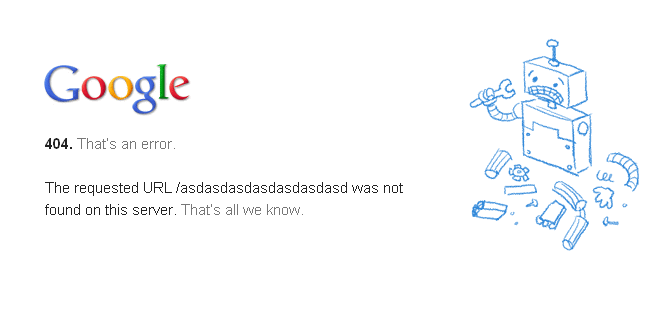 Google
404. That's an error.
The requested URL /asdasdasdasdasdasdasd was not
found on this server. That's all we know.